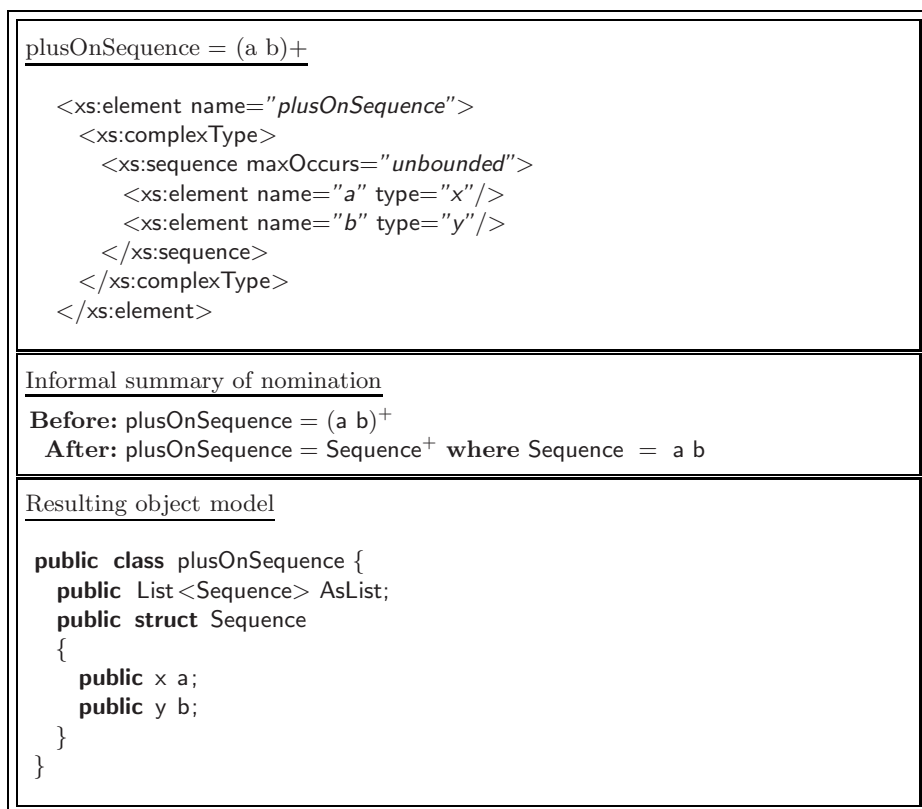 plusOnSequence = (a b)+
<xs:element name="plusOnSequence">
<xs:complexType>
<xs:sequence maxOccurs="unbounded">
<xs:element name="a" type="x"/>
<xs:element name="b" type="y"/>
</xs:sequence>
</xs:complexType>
</xs:element>
Informal summary of nomination
Before: plusOnSequence = (a b)⁺
After: plusOnSequence = Sequence⁺ where Sequence = a b
Resulting object model
public class plusOnSequence {
public List<Sequence> AsList;
public struct Sequence
{
public x a;
public y b;
}
}